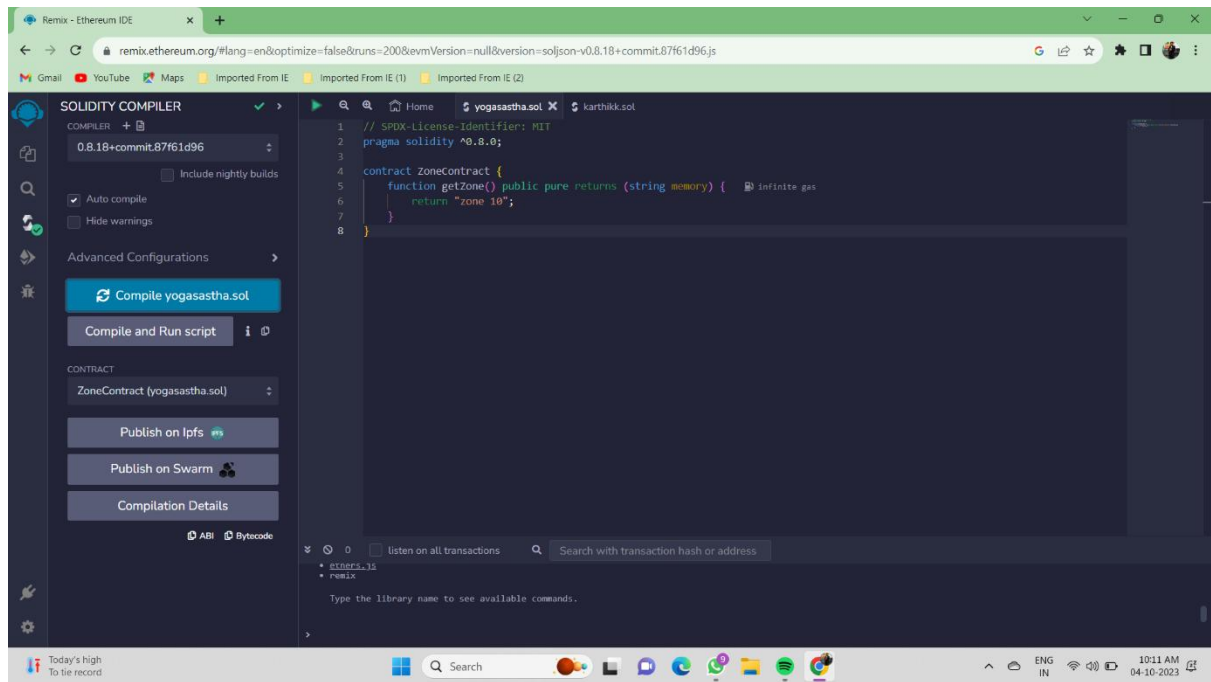 Remix - Ethereum IDE
remix.ethereum.org/#lang=en&optimize=false&runs=200&evmVersion=null&version=soljson-v0.8.18+commit.87f61d96.js
Gmail YouTube Maps Imported From IE Imported From IE (1) Imported From IE (2)
SOLIDITY COMPILER
COMPILER
0.8.18+commit.87f61d96
Include nightly builds
Auto compile
Hide warnings
Advanced Configurations
Compile yogasastha.sol
Compile and Run script
CONTRACT
ZoneContract (yogasastha.sol)
Publish on Ipfs
Publish on Swarm
Compilation Details
ABI Bytecode
Home yogasastha.sol karthikk.sol
1 // SPDX-License-Identifier: MIT
2 pragma solidity ^0.8.0;
3
4 contract ZoneContract {
5 function getZone() public pure returns (string memory) { infinite gas
6 return "zone 10";
7 }
8 }
0 listen on all transactions Search with transaction hash or address
• ethers.js
• remix
Type the library name to see available commands.
>
Today's high
To tie record
Search
9
ENG
IN
10:11 AM
04-10-2023